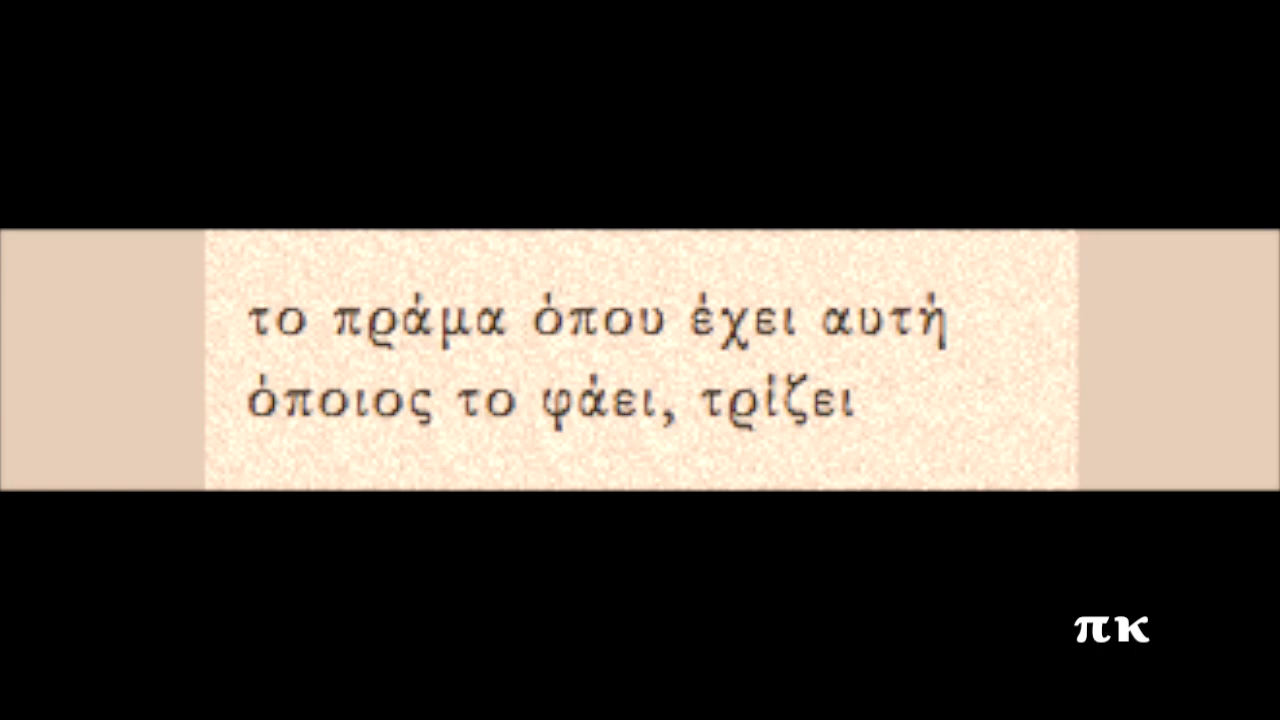 το πράμα όπου έχει αυτή
όποιος το φάει, τρίζει
πκ